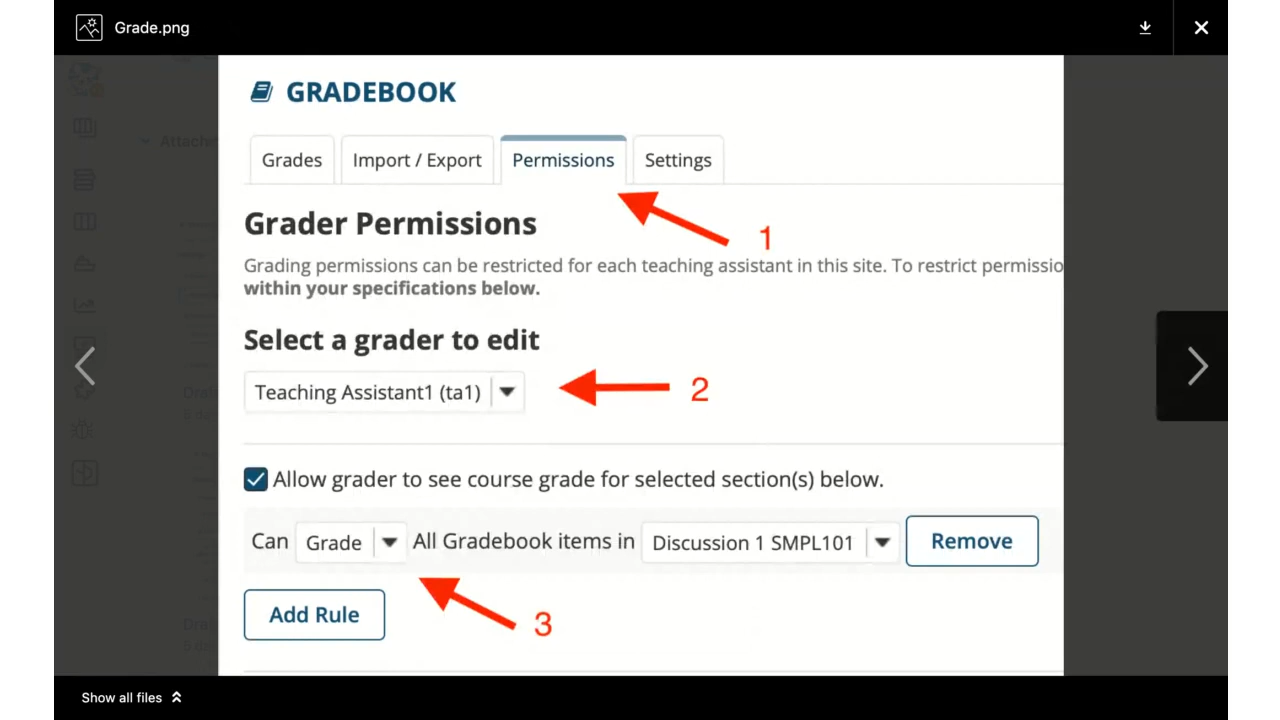 Grade.png
GRADEBOOK
Grades Import / Export Permissions Settings
1
Grader Permissions
Grading permissions can be restricted for each teaching assistant in this site. To restrict permissio
within your specifications below.
Select a grader to edit
Teaching Assistant1 (ta1)
2
Allow grader to see course grade for selected section(s) below.
Can Grade All Gradebook items in Discussion 1 SMPL101 Remove
Add Rule
3
Show all files